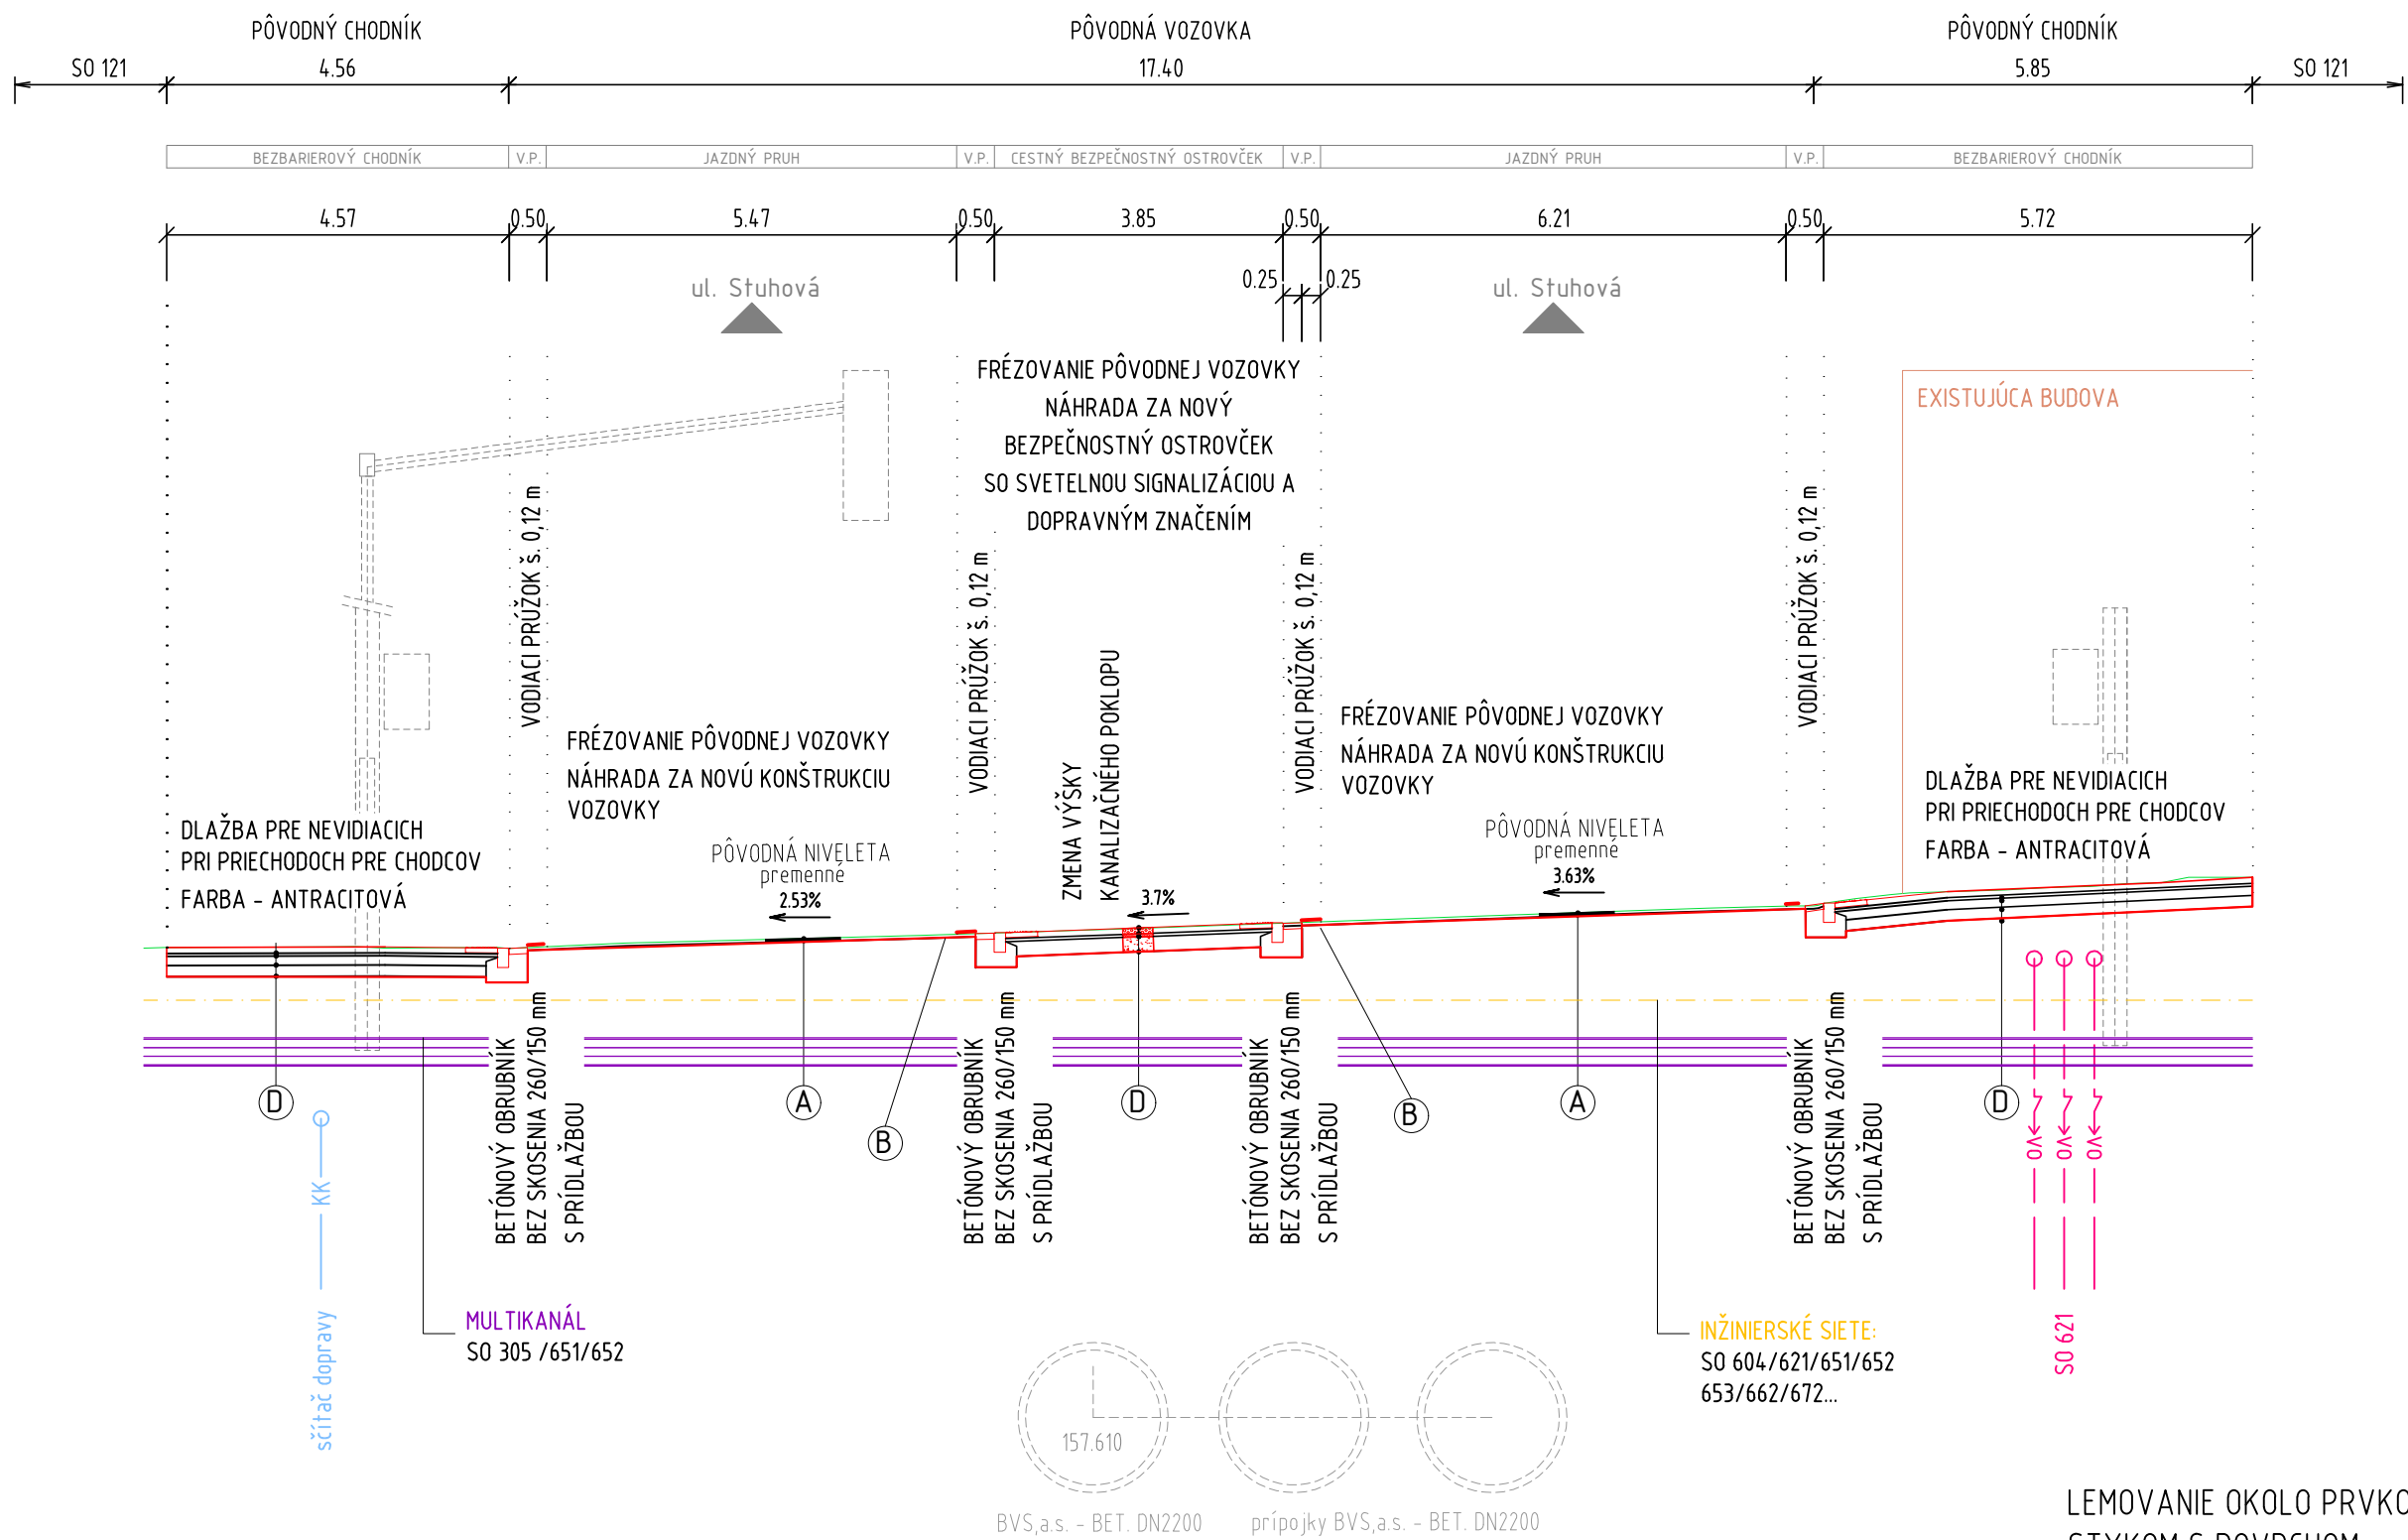 PÔVODNÝ CHODNÍK
PÔVODNÁ VOZOVKA
PÔVODNÝ CHODNÍK
SO 121
4.56
17.40
5.85
SO 121
BEZBARIEROVÝ CHODNÍK
V.P.
JAZDNÝ PRUH
V.P.
CESTNÝ BEZPEČNOSTNÝ OSTROVČEK
V.P.
JAZDNÝ PRUH
V.P.
BEZBARIEROVÝ CHODNÍK
4.57
0.50
5.47
0.50
3.85
0.50
6.21
0.50
5.72
0.25
0.25
ul. Stuhová
ul. Stuhová
FRÉZOVANIE PÔVODNEJ VOZOVKY
NÁHRADA ZA NOVÝ
BEZPEČNOSTNÝ OSTROVČEK
SO SVETELNOU SIGNALIZÁCIOU A
DOPRAVNÝM ZNAČENÍM
EXISTUJÚCA BUDOVA
VODIACI PRÚŽOK š. 0,12 m
VODIACI PRÚŽOK š. 0,12 m
VODIACI PRÚŽOK š. 0,12 m
VODIACI PRÚŽOK š. 0,12 m
ZMENA VÝŠKY
KANALIZAČNÉHO POKLOPU
FRÉZOVANIE PÔVODNEJ VOZOVKY
NÁHRADA ZA NOVÚ KONŠTRUKCIU
VOZOVKY
FRÉZOVANIE PÔVODNEJ VOZOVKY
NÁHRADA ZA NOVÚ KONŠTRUKCIU
VOZOVKY
DLAŽBA PRE NEVIDIACICH
PRI PRIECHODOCH PRE CHODCOV
FARBA - ANTRACITOVÁ
DLAŽBA PRE NEVIDIACICH
PRI PRIECHODOCH PRE CHODCOV
FARBA - ANTRACITOVÁ
PÔVODNÁ NIVELETA
premenné
2.53%
3.7%
PÔVODNÁ NIVELETA
premenné
3.63%
D
A
B
D
B
A
D
BETÓNOVÝ OBRUBNÍK
BEZ SKOSENIA 260/150 mm
S PRÍDLAŽBOU
BETÓNOVÝ OBRUBNÍK
BEZ SKOSENIA 260/150 mm
S PRÍDLAŽBOU
BETÓNOVÝ OBRUBNÍK
BEZ SKOSENIA 260/150 mm
S PRÍDLAŽBOU
BETÓNOVÝ OBRUBNÍK
BEZ SKOSENIA 260/150 mm
S PRÍDLAŽBOU
KK
sčítač dopravy
VO
VO
VO
SO 621
MULTIKANÁL
SO 305 /651/652
INŽINIERSKÉ SIETE:
SO 604/621/651/652
653/662/672...
157.610
BVS,a.s. - BET. DN2200
prípojky BVS,a.s. - BET. DN2200
LEMOVANIE OKOLO PRVKO